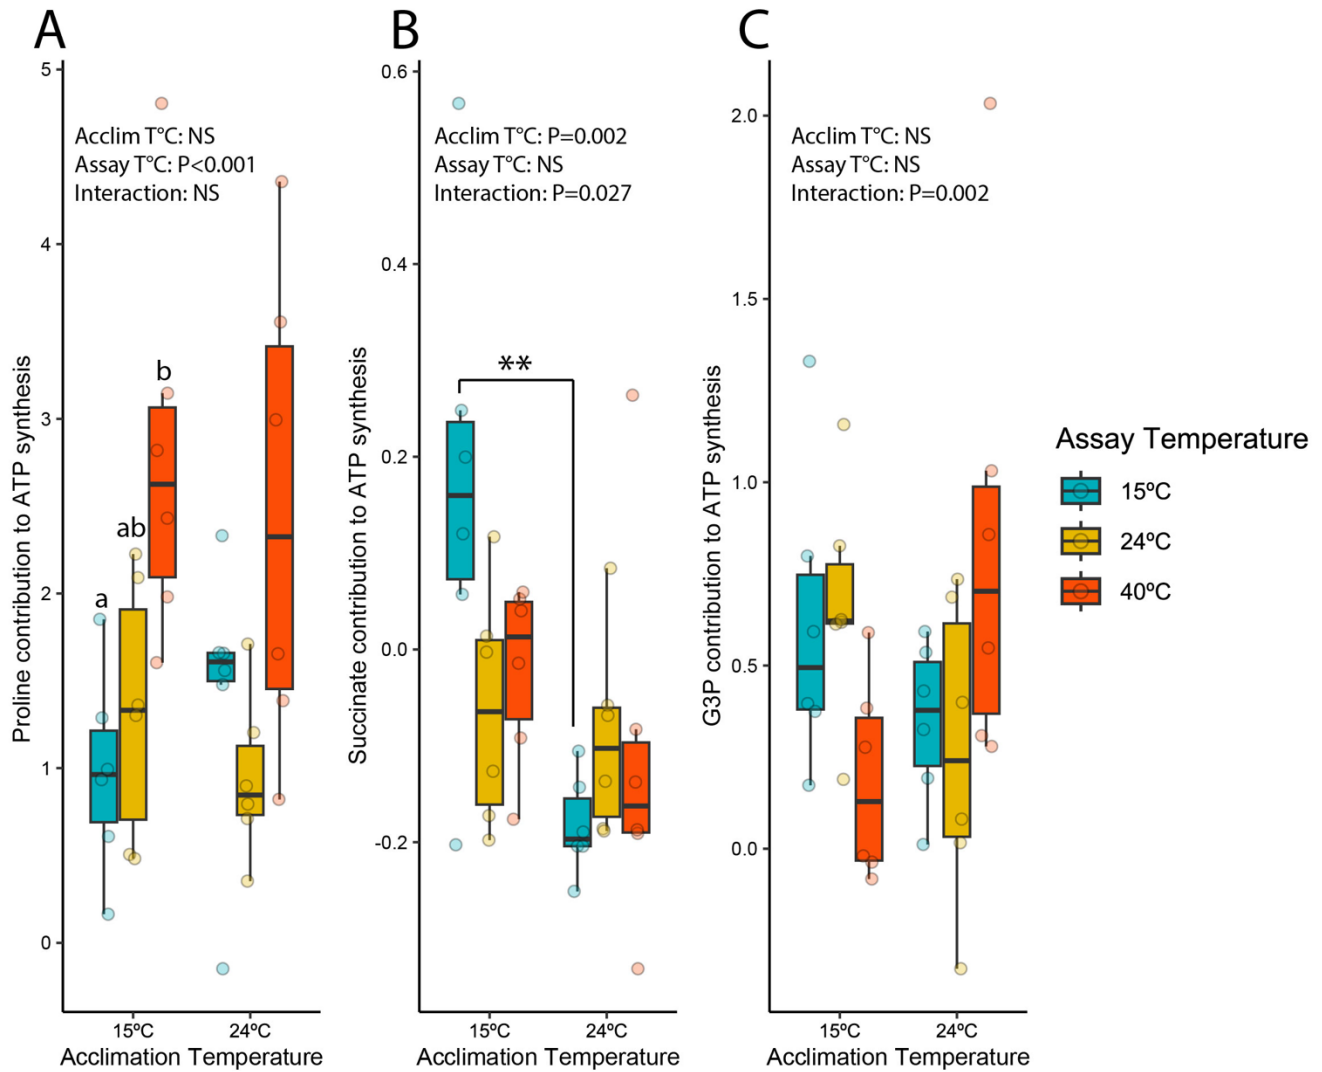 A
B
C
Proline contribution to ATP synthesis
5
4
3
2
1
0
Acclim T°C: NS
Assay T°C: P<0.001
Interaction: NS
a
ab
b
15ºC
24ºC
Acclimation Temperature
Succinate contribution to ATP synthesis
0.6
0.4
0.2
0.0
-0.2
Acclim T°C: P=0.002
Assay T°C: NS
Interaction: P=0.027
**
15ºC
24ºC
Acclimation Temperature
G3P contribution to ATP synthesis
2.0
1.5
1.0
0.5
0.0
Acclim T°C: NS
Assay T°C: NS
Interaction: P=0.002
15ºC
24ºC
Acclimation Temperature
Assay Temperature
15ºC
24ºC
40ºC